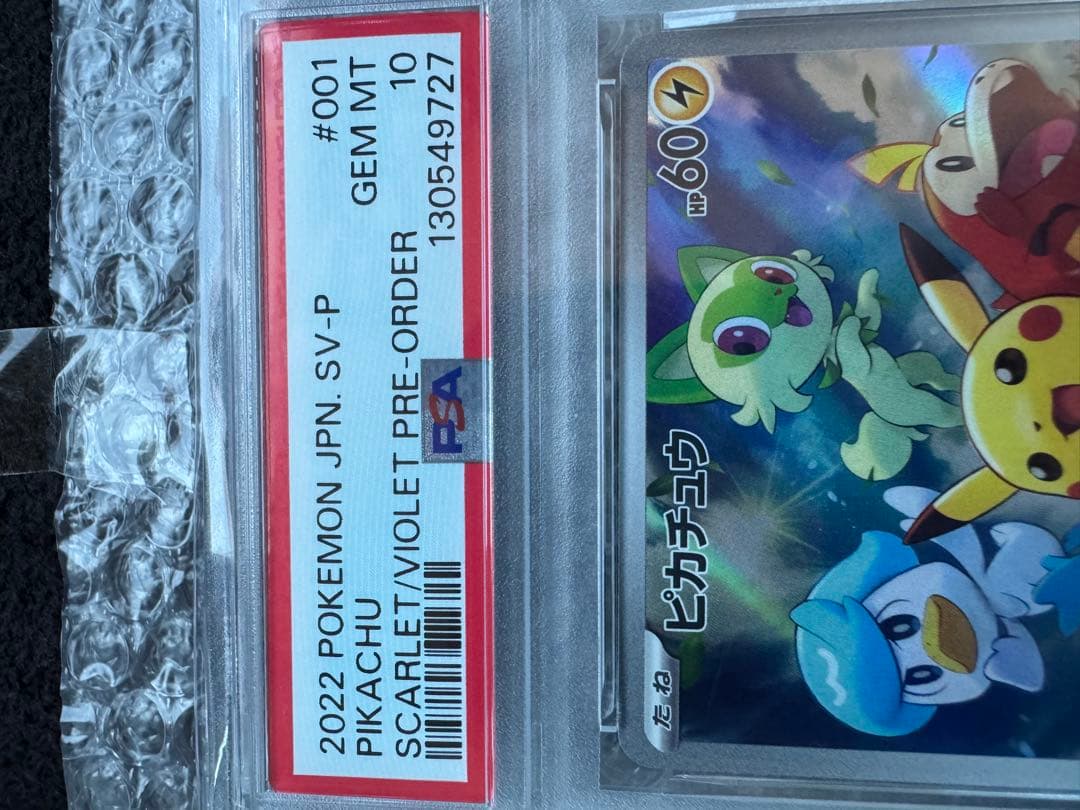 2022 POKEMON JPN. SV-P #001
PIKACHU GEM MT
SCARLET/VIOLET PRE-ORDER 10
PSA 130549727
たね ピカチュウ HP60